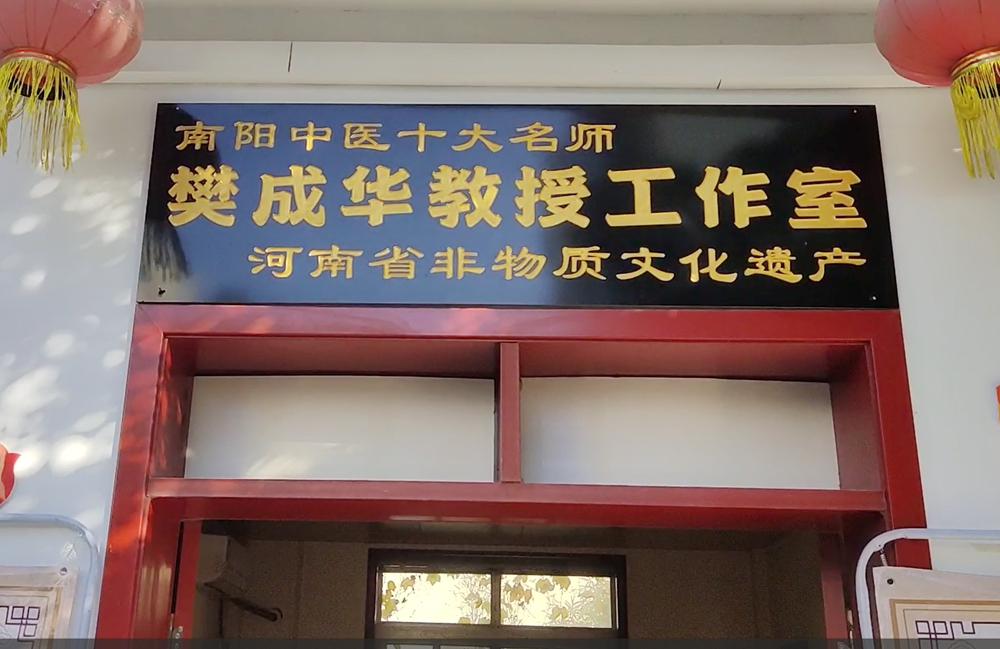 南阳中医十大名师
樊成华教授工作室
河南省非物质文化遗产